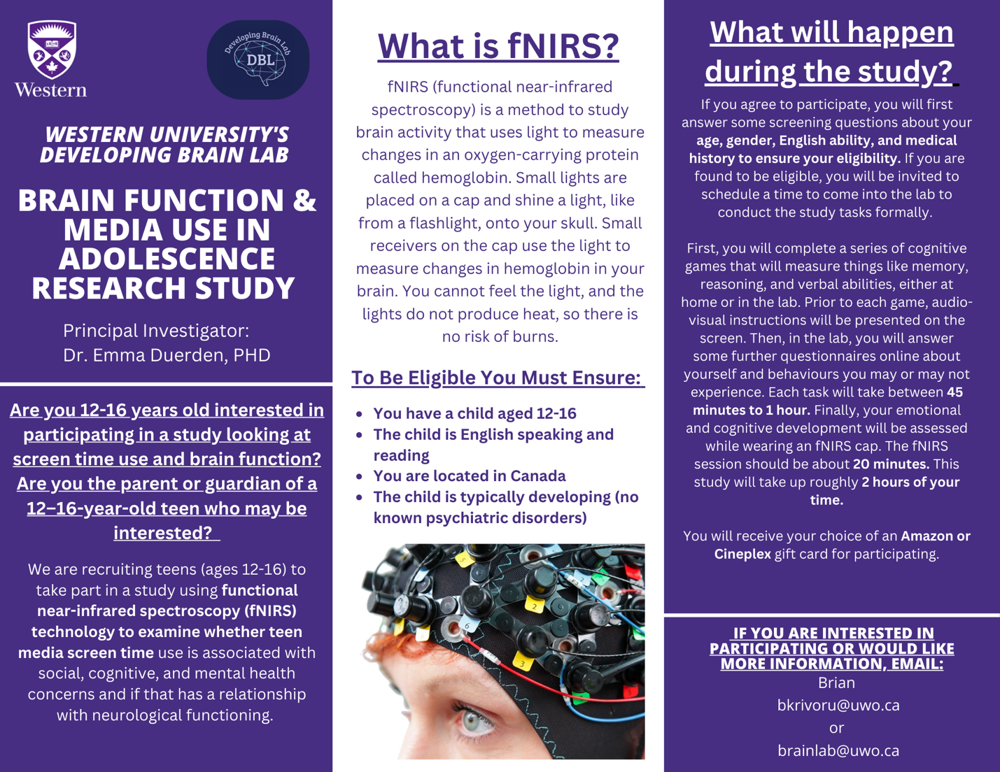 1878
Western
Developing Brain Lab
DBL
WESTERN UNIVERSITY'S
DEVELOPING BRAIN LAB
BRAIN FUNCTION &
MEDIA USE IN
ADOLESCENCE
RESEARCH STUDY
Principal Investigator:
Dr. Emma Duerden, PHD
Are you 12-16 years old interested in
participating in a study looking at
screen time use and brain function?
Are you the parent or guardian of a
12–16-year-old teen who may be
interested?
We are recruiting teens (ages 12-16) to
take part in a study using functional
near-infrared spectroscopy (fNIRS)
technology to examine whether teen
media screen time use is associated with
social, cognitive, and mental health
concerns and if that has a relationship
with neurological functioning.
What is fNIRS?
fNIRS (functional near-infrared
spectroscopy) is a method to study
brain activity that uses light to measure
changes in an oxygen-carrying protein
called hemoglobin. Small lights are
placed on a cap and shine a light, like
from a flashlight, onto your skull. Small
receivers on the cap use the light to
measure changes in hemoglobin in your
brain. You cannot feel the light, and the
lights do not produce heat, so there is
no risk of burns.
To Be Eligible You Must Ensure:
• You have a child aged 12-16
• The child is English speaking and
reading
• You are located in Canada
• The child is typically developing (no
known psychiatric disorders)
5
2
6
3
What will happen
during the study?
If you agree to participate, you will first
answer some screening questions about your
age, gender, English ability, and medical
history to ensure your eligibility. If you are
found to be eligible, you will be invited to
schedule a time to come into the lab to
conduct the study tasks formally.
First, you will complete a series of cognitive
games that will measure things like memory,
reasoning, and verbal abilities, either at
home or in the lab. Prior to each game, audio-
visual instructions will be presented on the
screen. Then, in the lab, you will answer
some further questionnaires online about
yourself and behaviours you may or may not
experience. Each task will take between 45
minutes to 1 hour. Finally, your emotional
and cognitive development will be assessed
while wearing an fNIRS cap. The fNIRS
session should be about 20 minutes. This
study will take up roughly 2 hours of your
time.
You will receive your choice of an Amazon or
Cineplex gift card for participating.
IF YOU ARE INTERESTED IN
PARTICIPATING OR WOULD LIKE
MORE INFORMATION, EMAIL:
Brian
bkrivoru@uwo.ca
or
brainlab@uwo.ca